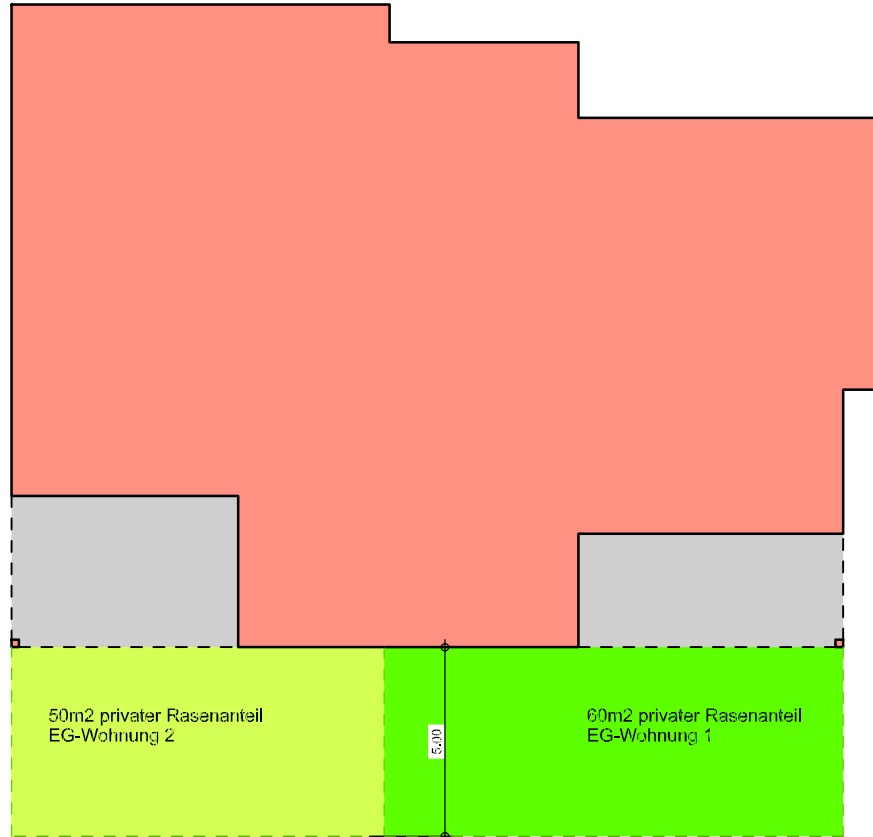 50m2 privater Rasenanteil
EG-Wohnung 2
60m2 privater Rasenanteil
EG-Wohnung 1
5.00